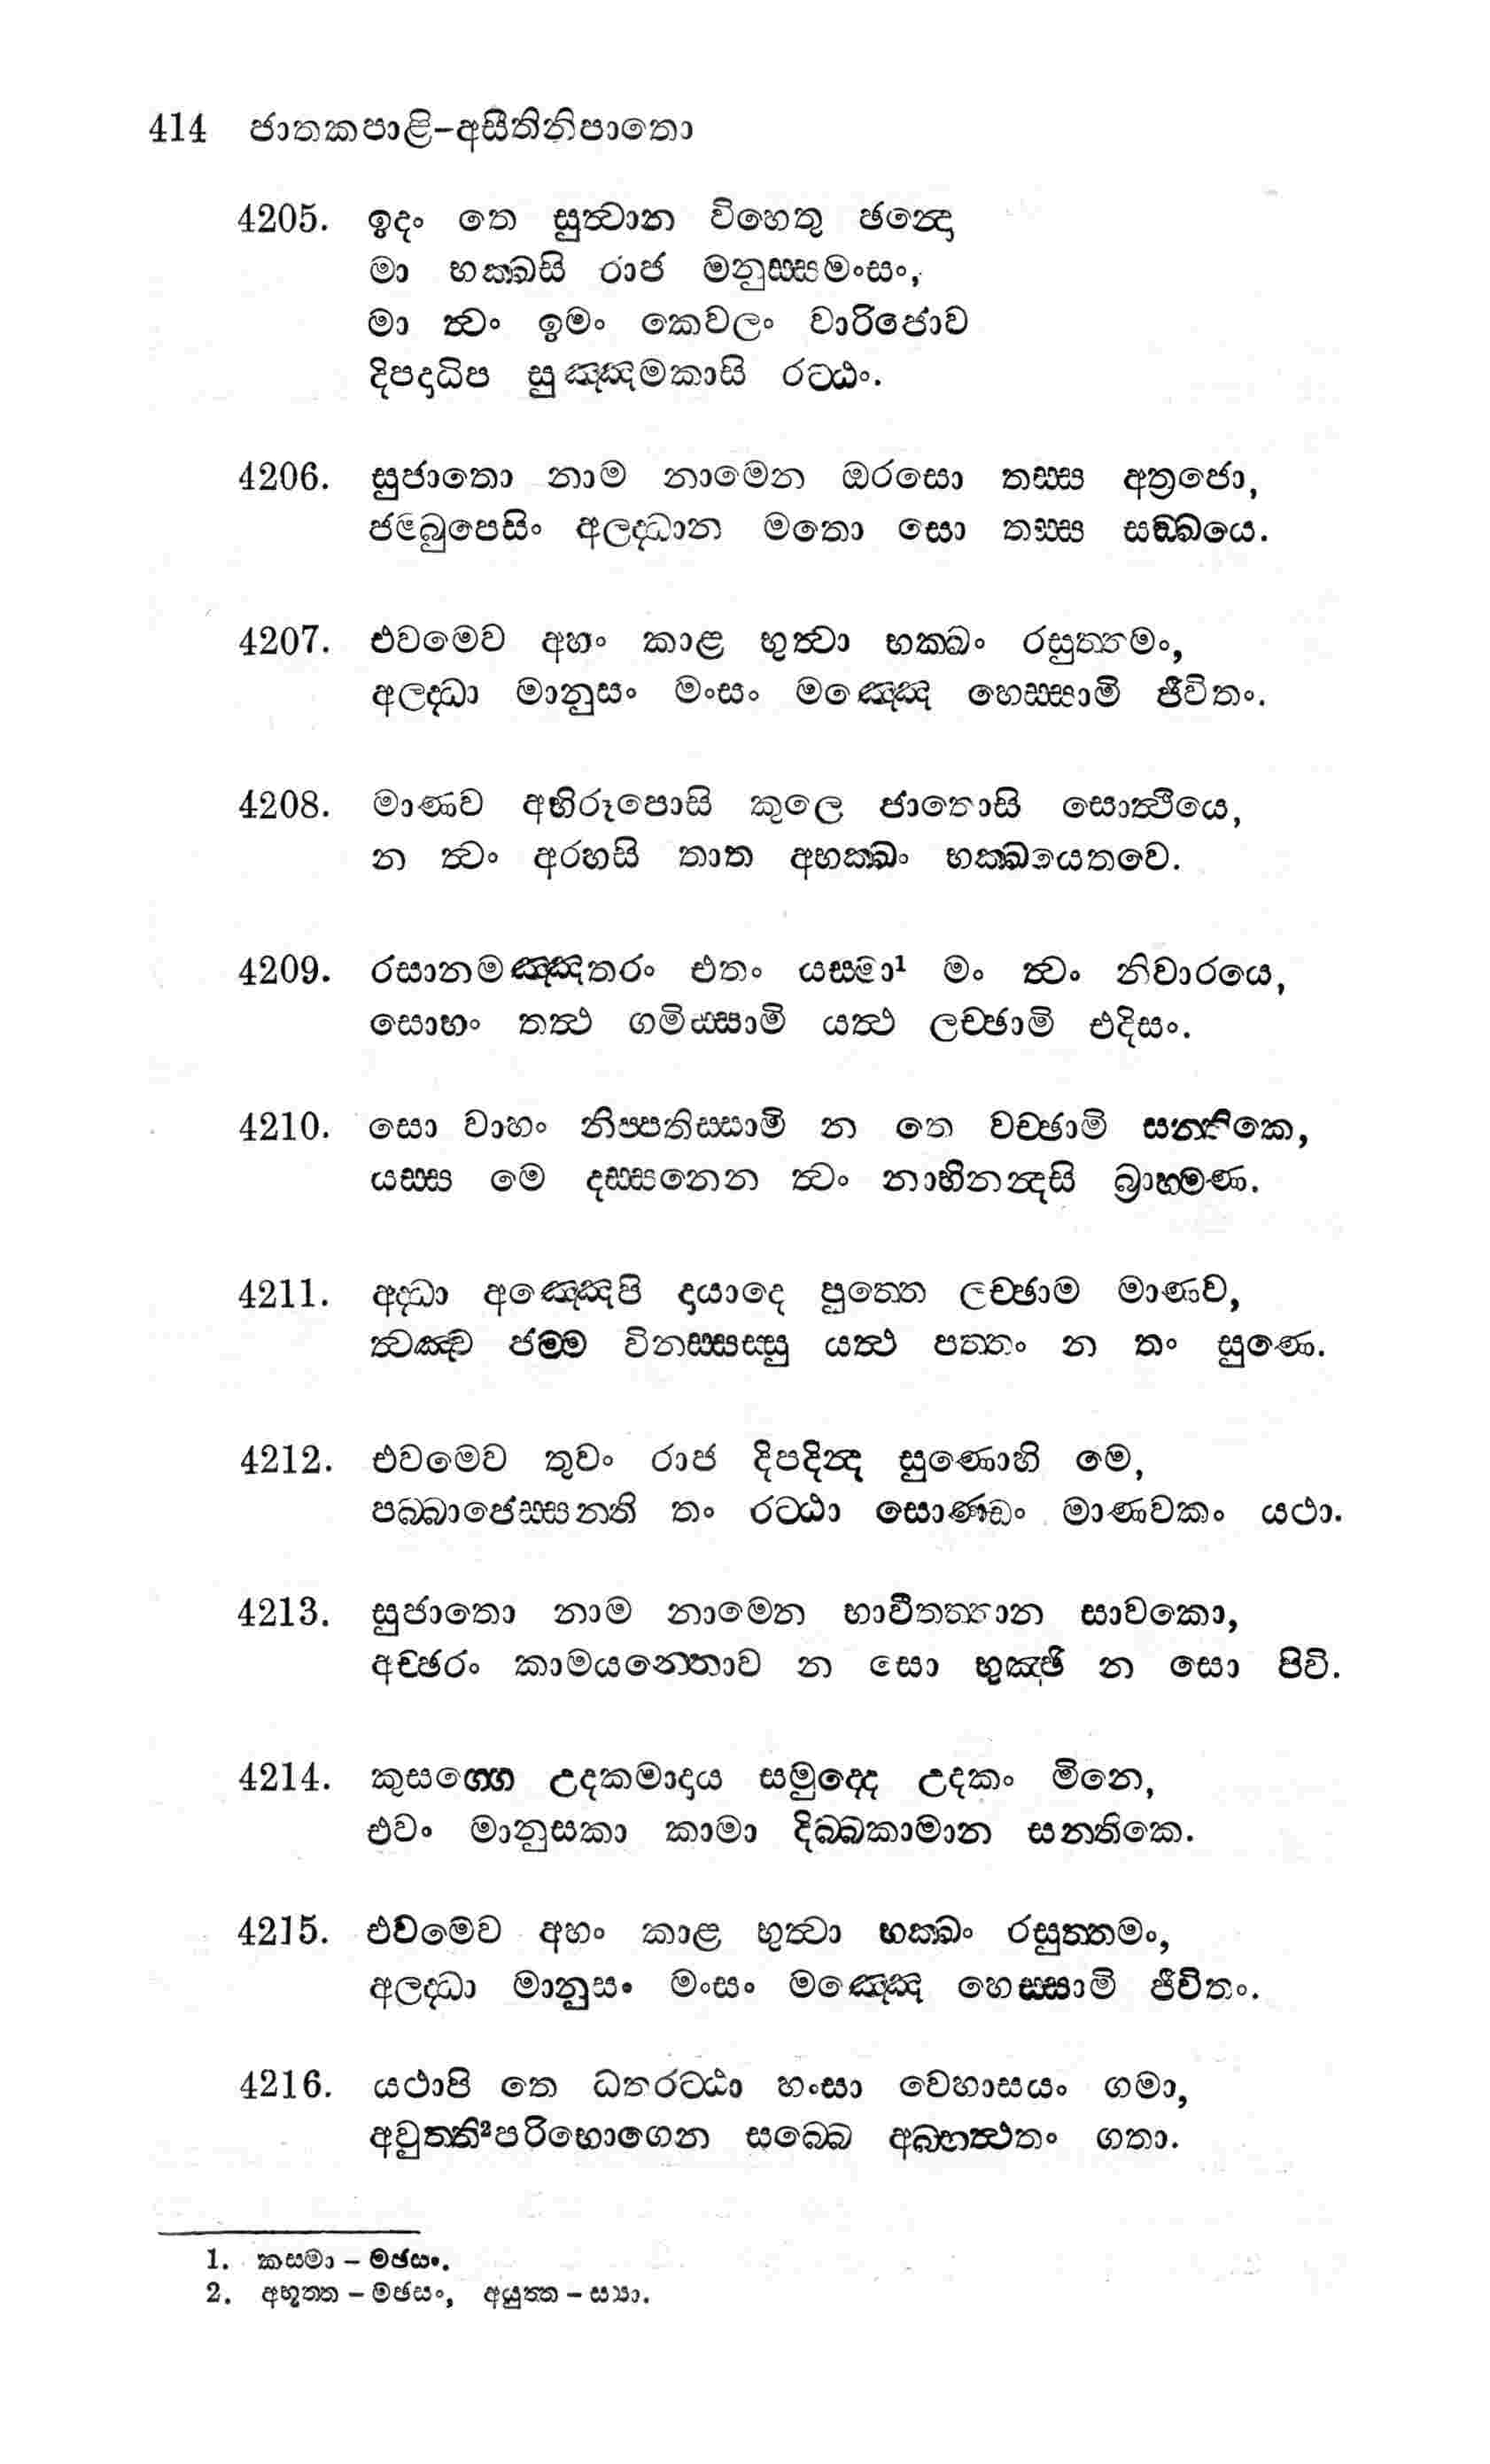 414 ජාතකපාළි-අසීතිනිපාතො
4205. ඉදං තෙ සුත්‍වාන විහෙතු ඡන්‍දො
මා භක්‍ඛසි රාජ මනුස්‍සමංසං,
මා ත්‍වං ඉමං කෙවලං වාරිජොව
දිපදාධිප සුඤ්‍ඤමකාසි රට්‍ඨං.
4206. සුජාතො නාම නාමෙන ඔරසො තස්‍ස අත්‍රජො,
ජම්‍බුපෙසිං අලද්‍ධාන මතො සො තස්‍ස සඞ්‍ඛයෙ.
4207. එවමෙව අහං කාළ භුත්‍වා භක්‍ඛං රසුත්‍තමං,
අලද්‍ධා මානුසං මංසං මඤ්‍ඤෙ හෙස්‍සාමි ජීවිතං.
4208. මාණව අභිරූපොසි කුලෙ ජාතොසි සොත්‍ථියෙ,
න ත්‍වං අරහසි තාත අභක්‍ඛං භක්‍ඛයෙතවෙ.
4209. රසානමඤ්‍ඤතරං එතං යස්‍මා1 මං ත්‍වං නිවාරයෙ,
සොහං තත්‍ථ ගමිස්‍සාමි යත්‍ථ ලච්‍ඡාමි එදිසං.
4210. සො වාහං නිප්‍පතිස්‍සාමි න තෙ වච්‍ඡාමි සන්‍තිකෙ,
යස්‍ස මෙ දස්‍සනෙන ත්‍වං නාභිනන්‍දසි බ්‍රාහ්‍මණ.
4211. අද්‍ධා අඤ්‍ඤෙපි දායාදෙ පුත්‍තෙ ලච්‍ඡාම මාණව,
ත්‍වඤ්‍ච ජම්‍ම විනස්‍සස්‍සු යත්‍ථ පත්‍තං න තං සුණෙ.
4212. එවමෙව තුවං රාජ දිපදින්‍ද සුණොහි මෙ,
පබ්‍බාජෙස්‍සන්‍ති තං රට්‍ඨා සොණ්‍ඩං මාණවකං යථා.
4213. සුජාතො නාම නාමෙන භාවිතත්‍තාන සාවකො,
අච්‍ඡරං කාමයන්‍තොව න සො භුඤ්‍ජි න සො පිවි.
4214. කුසග්‍ගෙ උදකමාදාය සමුද්‍දෙ උදකං මිනෙ,
එවං මානුසකා කාමා දිබ්‍බකාමාන සන්‍තිකෙ.
4215. එවමෙව අහං කාළ භුත්‍වා භක්‍ඛං රසුත්‍තමං,
අලද්‍ධා මානුසං මංසං මඤ්‍ඤෙ හෙස්‍සාමි ජීවිතං.
4216. යථාපි තෙ ධතරට්‍ඨා හංසා වෙහාසයං ගමා,
අවුත්‍ති2පරිභොගෙන සබ්‍බෙ අබ්‍භත්‍ථතං ගතා.
1. කස්‍මා - මඡසං.
2. අභුත්‍ත - මඡසං, අයුත්‍ත - ස්‍යා.